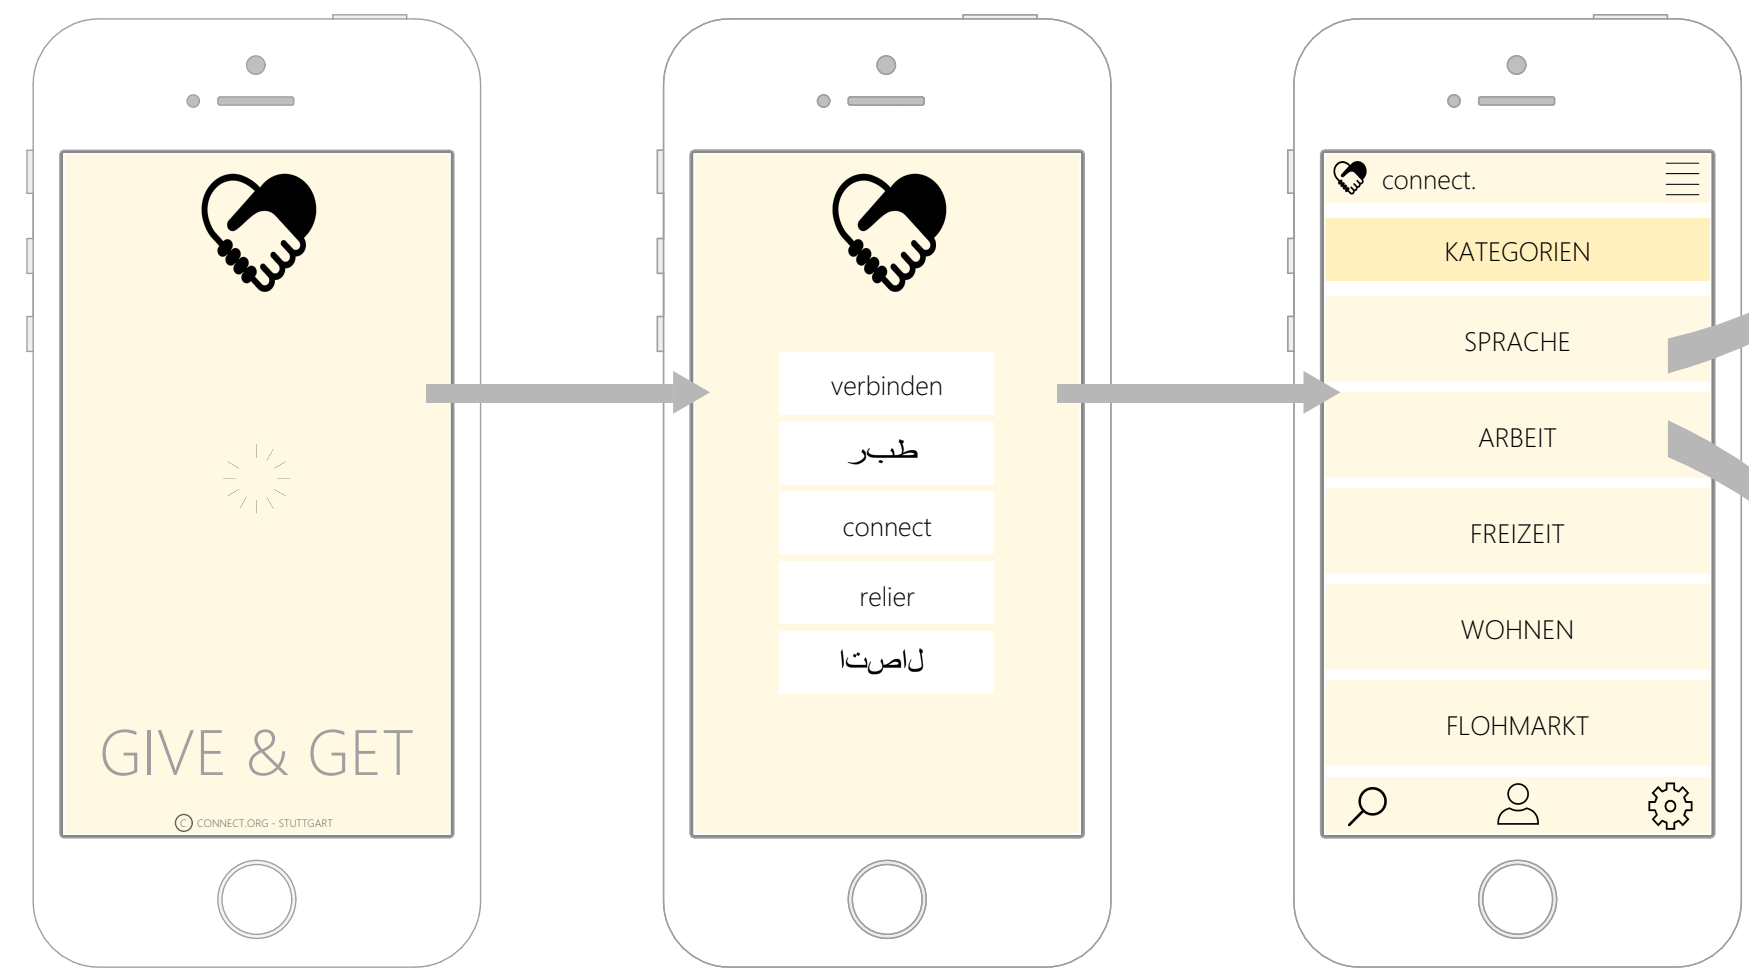 GIVE & GET
© CONNECT.ORG - STUTTGART
verbinden
طبر
connect
relier
لاصتا
connect.
KATEGORIEN
SPRACHE
ARBEIT
FREIZEIT
WOHNEN
FLOHMARKT